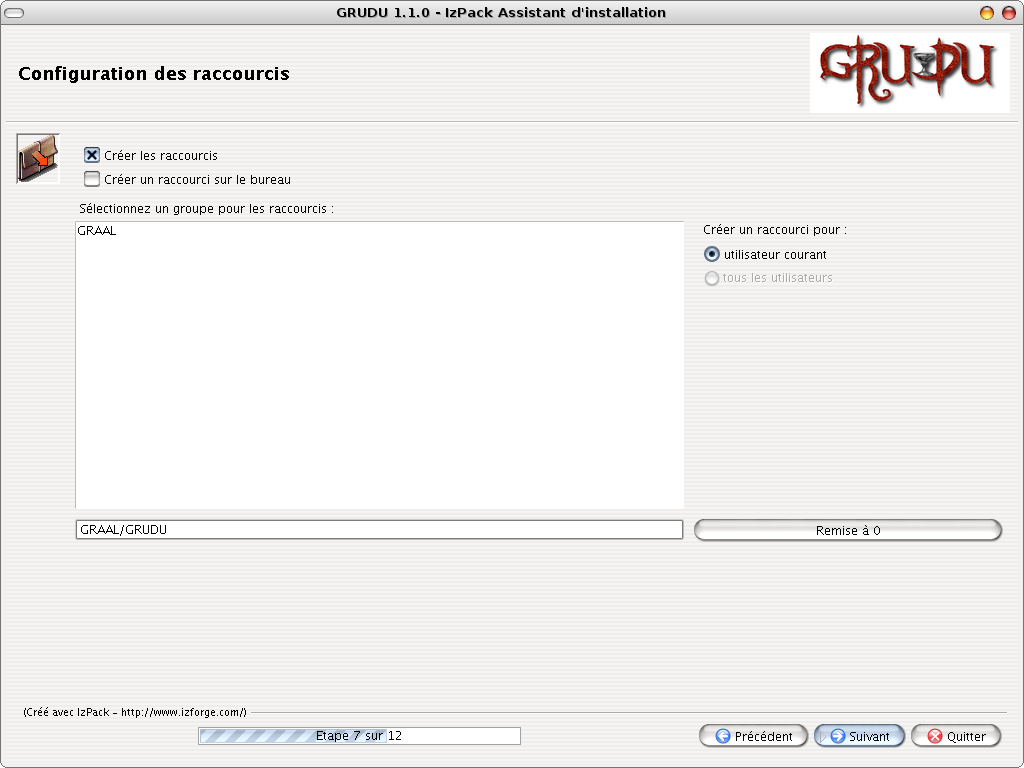 GRUDU 1.1.0 - IzPack Assistant d'installation
Configuration des raccourcis
GRUDU
Créer les raccourcis
Créer un raccourci sur le bureau
Sélectionnez un groupe pour les raccourcis :
GRAAL
Créer un raccourci pour :
utilisateur courant
tous les utilisateurs
GRAAL/GRUDU
Remise à 0
(Créé avec IzPack - http://www.izforge.com/)
Etape 7 sur 12
Précédent
Suivant
Quitter